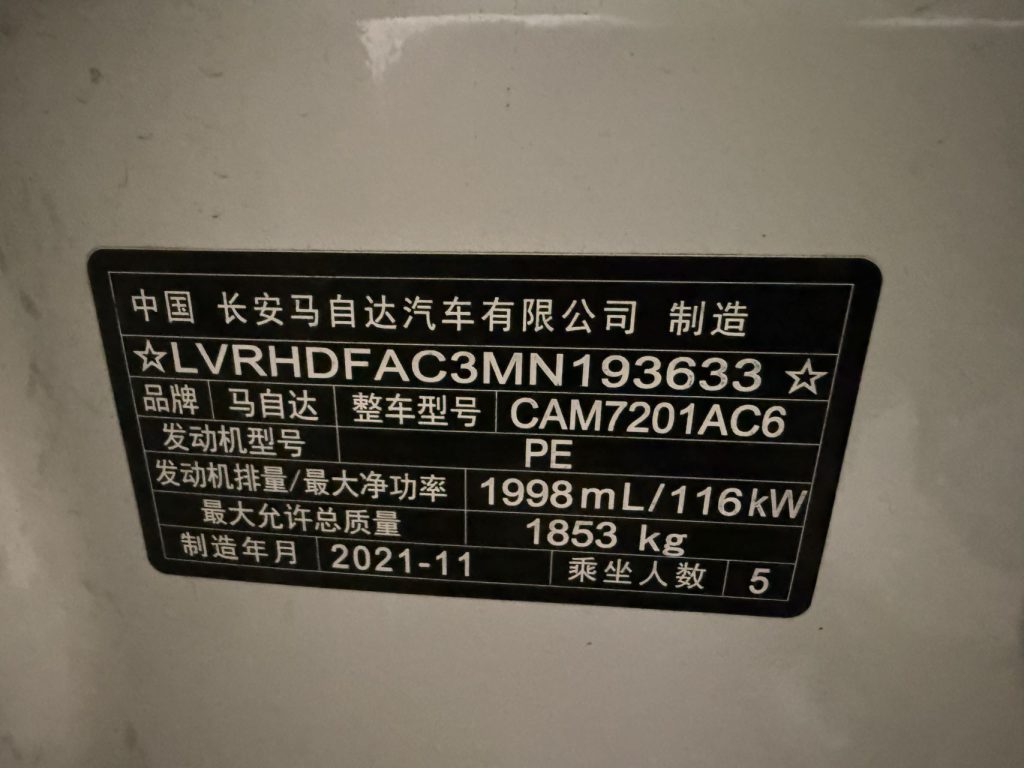 中国 长安马自达汽车有限公司 制造
☆LVRHDFAC3MN193633☆
品牌 马自达 整车型号 CAM7201AC6
发动机型号 PE
发动机排量/最大净功率 1998mL/116kW
最大允许总质量 1853 kg
制造年月 2021-11 乘坐人数 5